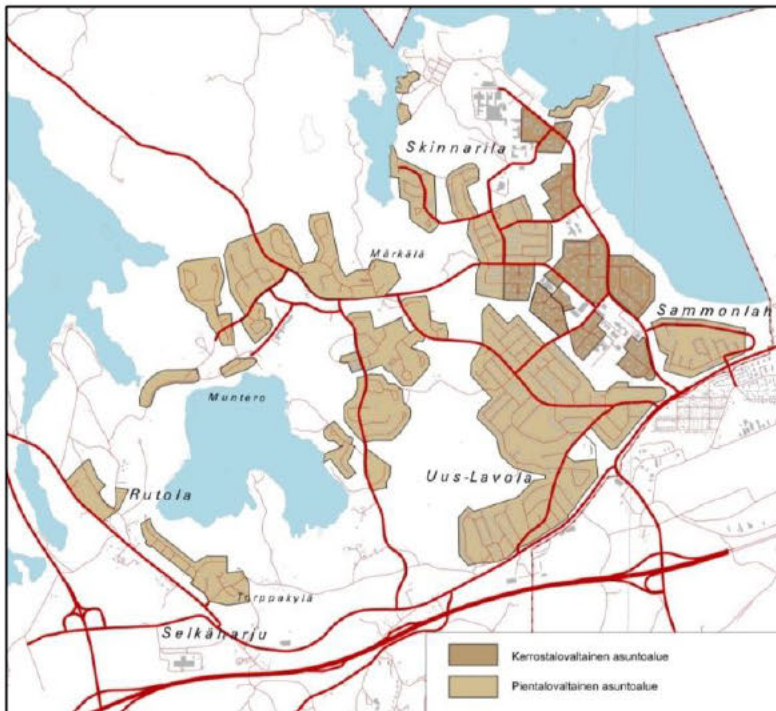 Skinnarila
Märkälä
Sammonlah
Muntero
Uus-Lavola
Rutola
Torppakylä
Selkäharju
Kerrostalovaltainen asuntoalue
Pientalovaltainen asuntoalue